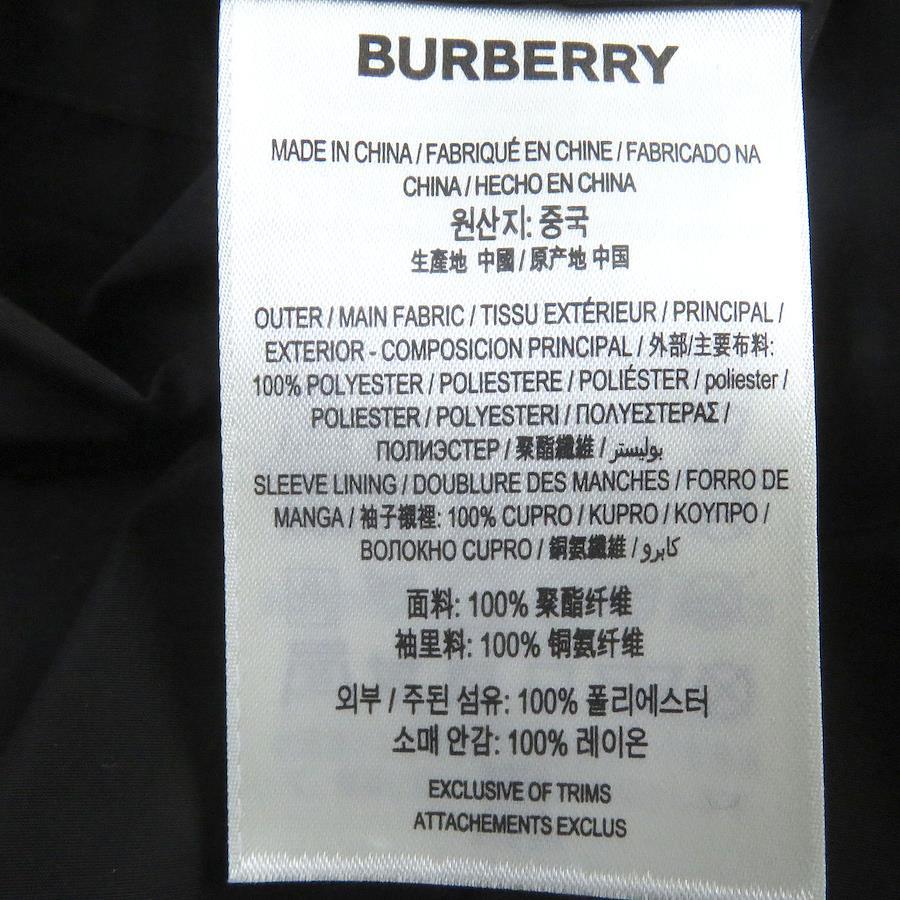 BURBERRY
MADE IN CHINA / FABRIQUÉ EN CHINE / FABRICADO NA
CHINA / HECHO EN CHINA
원산지: 중국
生產地 中國 / 原产地 中国
OUTER / MAIN FABRIC / TISSU EXTÉRIEUR / PRINCIPAL /
EXTERIOR - COMPOSICION PRINCIPAL / 外部/主要布料:
100% POLYESTER / POLIESTERE / POLIÉSTER / poliester /
POLIESTER / POLYESTERI / ΠΟΛΥΕΣΤΕΡΑΣ /
ПОЛИЭСТЕР / 聚酯纖維 / بوليستر
SLEEVE LINING / DOUBLURE DES MANCHES / FORRO DE
MANGA / 袖子襯裡: 100% CUPRO / KUPRO / ΚΟΥΠΡΟ /
ВОЛОКНО CUPRO / 銅氨纖維 / كابرو
面料: 100% 聚酯纤维
袖里料: 100% 铜氨纤维
외부 / 주된 섬유: 100% 폴리에스터
소매 안감: 100% 레이온
EXCLUSIVE OF TRIMS
ATTACHEMENTS EXCLUS